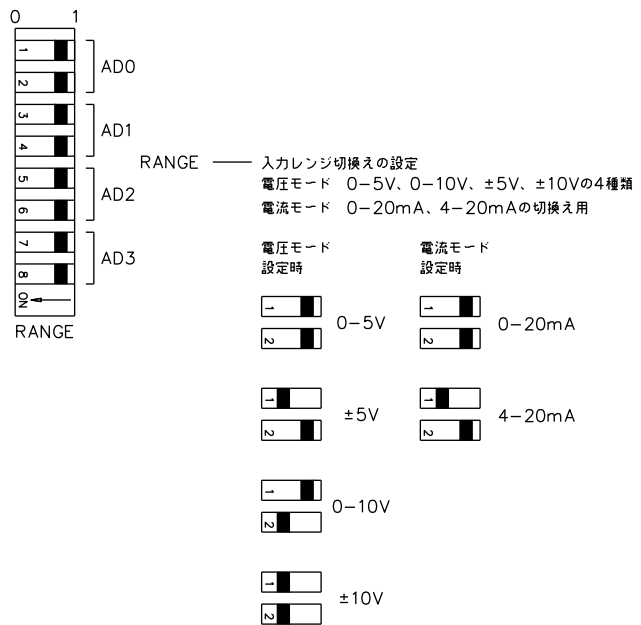 0 1
1
AD0
2
3
AD1
4
5
AD2
6
7
AD3
8
ON
RANGE
RANGE 入力レンジ切換えの設定
電圧モード 0−5V、0−10V、±5V、±10Vの4種類
電流モード 0−20mA、4−20mAの切換え用
電圧モード 電流モード
設定時 設定時
1 1
0−5V 0−20mA
2 2
1 1
±5V 4−20mA
2 2
1
0−10V
2
1
±10V
2